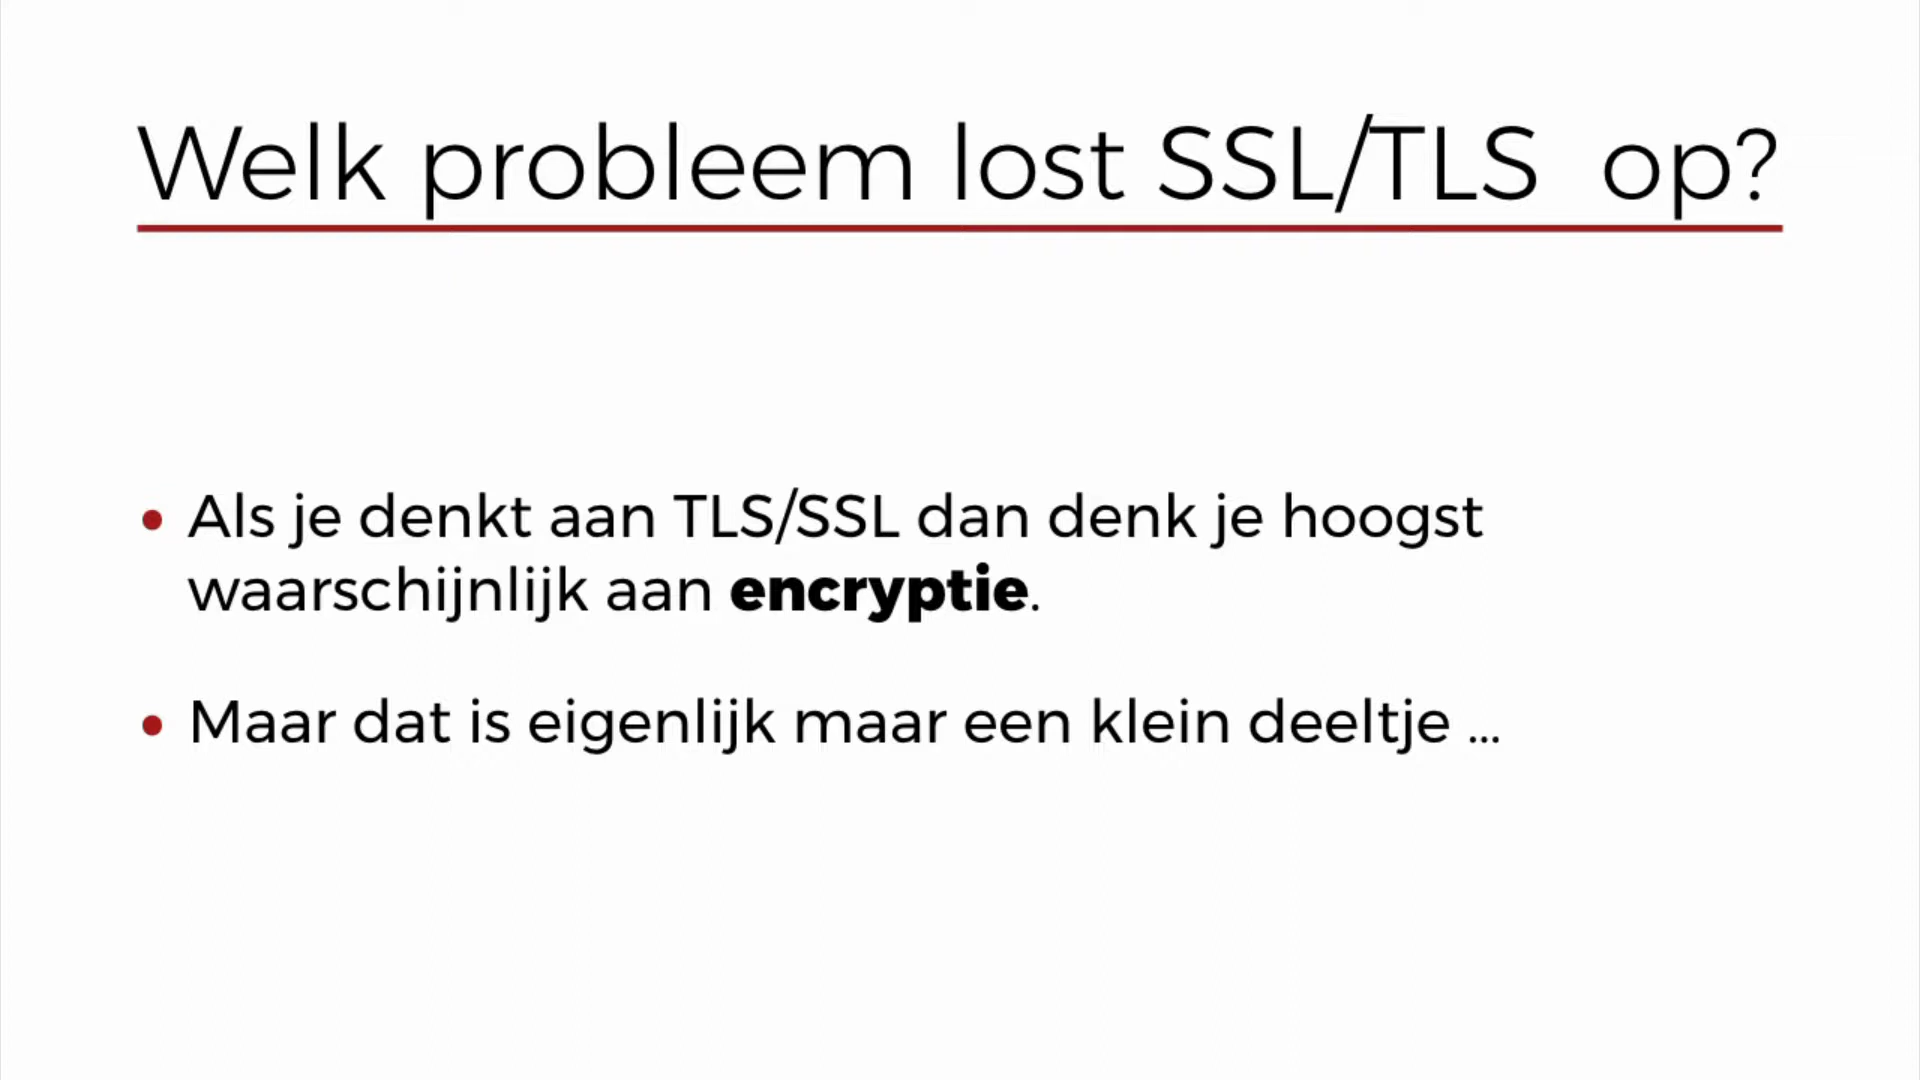 Welk probleem lost SSL/TLS  op?
• Als je denkt aan TLS/SSL dan denk je hoogst
waarschijnlijk aan encryptie.
• Maar dat is eigenlijk maar een klein deeltje ...